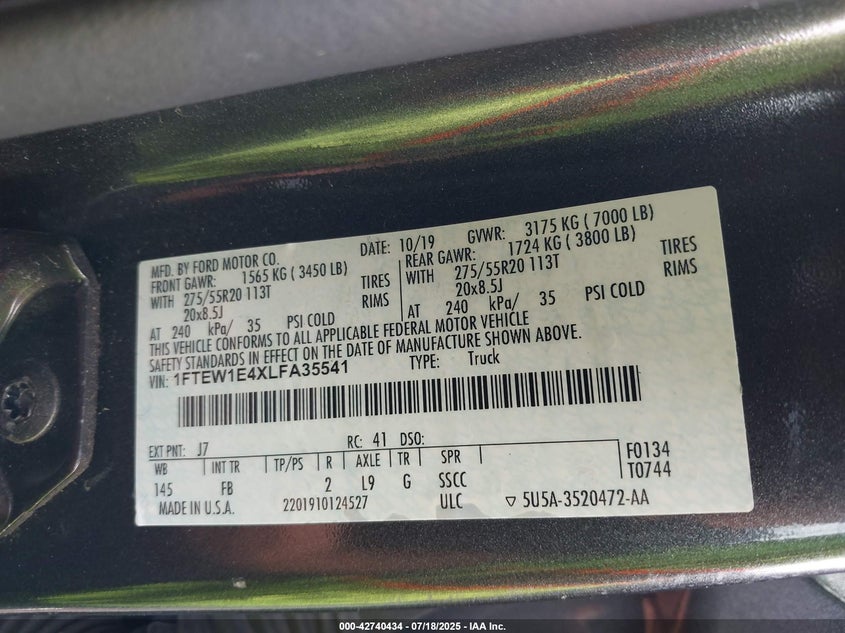 MFD. BY FORD MOTOR CO. DATE: 10/19 GVWR: 3175 KG ( 7000 LB)
FRONT GAWR: 1565 KG ( 3450 LB) REAR GAWR: 1724 KG ( 3800 LB)
WITH 275/55R20 113T TIRES WITH 275/55R20 113T TIRES
20x8.5J RIMS 20x8.5J RIMS
AT 240 kPa/ 35 PSI COLD AT 240 kPa/ 35 PSI COLD
THIS VEHICLE CONFORMS TO ALL APPLICABLE FEDERAL MOTOR VEHICLE
SAFETY STANDARDS IN EFFECT ON THE DATE OF MANUFACTURE SHOWN ABOVE.
VIN: 1FTEW1E4XLFA35541 TYPE: Truck
EXT PNT: J7 RC: 41 DSO:
WB INT TR TP/PS R AXLE TR SPR F0134
145 FB 2 L9 G SSCC T0744
MADE IN U.S.A. 2201910124527 ULC ▽ 5U5A-3520472-AA
000-42740434 / 07/18/2025 - IAA Inc.